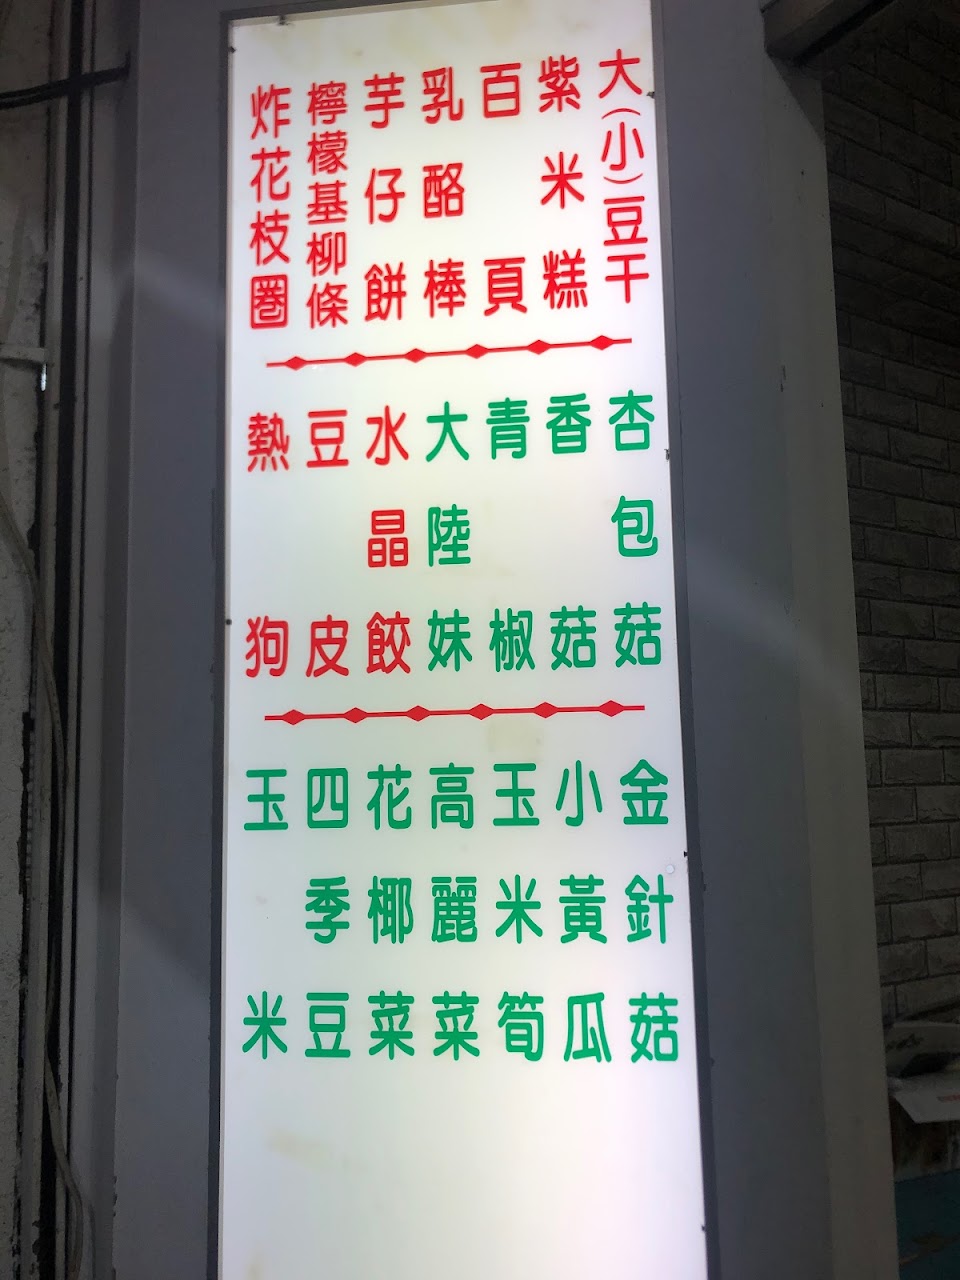 大(小)豆干
紫米糕
百頁
乳酪棒
芋仔餅
檸檬基柳條
炸花枝圈
杏包菇
香菇
青椒
大陸妹
水晶餃
豆皮
熱狗
金針菇
小黃瓜
玉米筍
高麗菜
花椰菜
四季豆
玉米